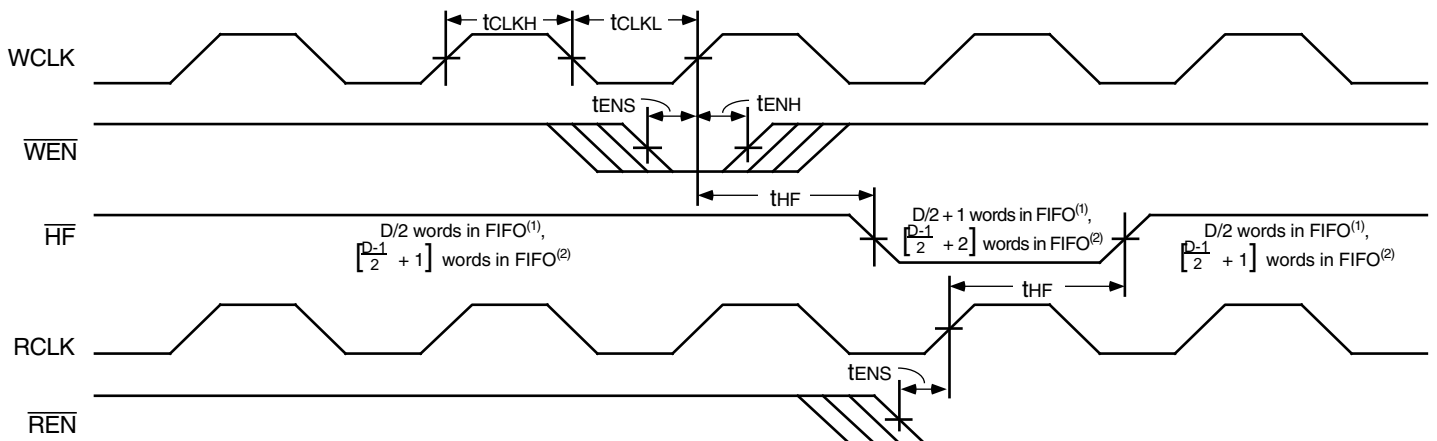 tCLKH
tCLKL
WCLK
tENS
tENH
WEN
tHF
HF
D/2 words in FIFO(1),
[D-1/2 + 1] words in FIFO(2)
D/2 + 1 words in FIFO(1),
[D-1/2 + 2] words in FIFO(2)
D/2 words in FIFO(1),
[D-1/2 + 1] words in FIFO(2)
tHF
RCLK
tENS
REN